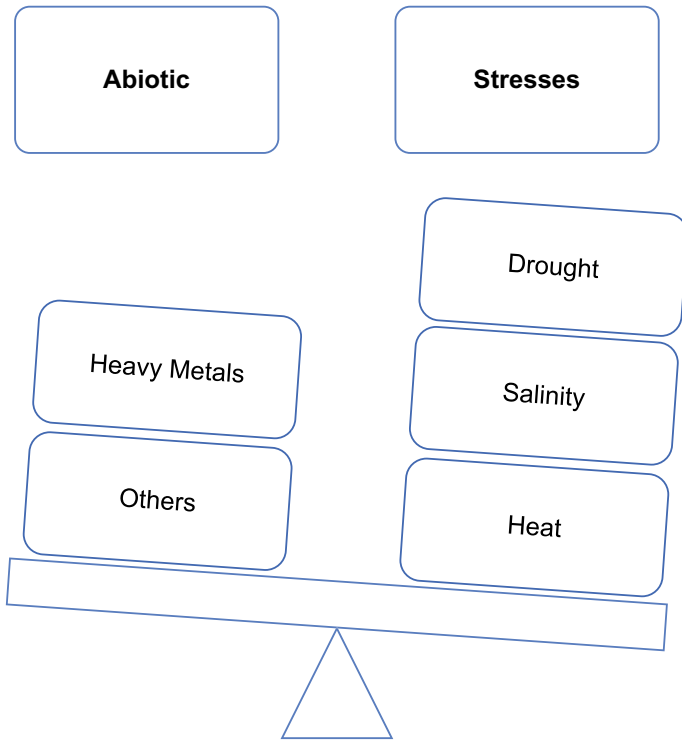 Abiotic
Stresses
Drought
Heavy Metals
Salinity
Others
Heat